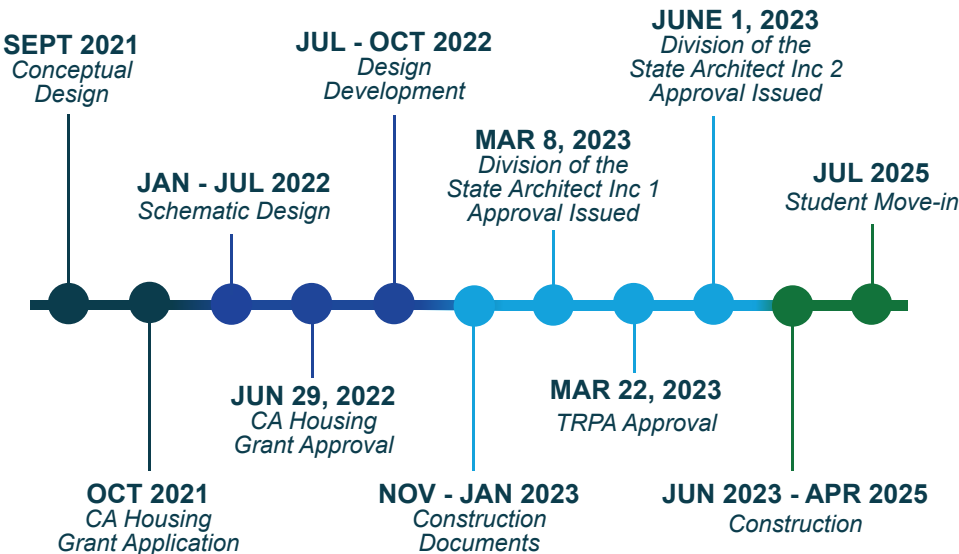 SEPT 2021
Conceptual
Design
OCT 2021
CA Housing
Grant Application
JAN - JUL 2022
Schematic Design
JUN 29, 2022
CA Housing
Grant Approval
JUL - OCT 2022
Design
Development
NOV - JAN 2023
Construction
Documents
MAR 8, 2023
Division of the
State Architect Inc 1
Approval Issued
MAR 22, 2023
TRPA Approval
JUNE 1, 2023
Division of the
State Architect Inc 2
Approval Issued
JUN 2023 - APR 2025
Construction
JUL 2025
Student Move-in